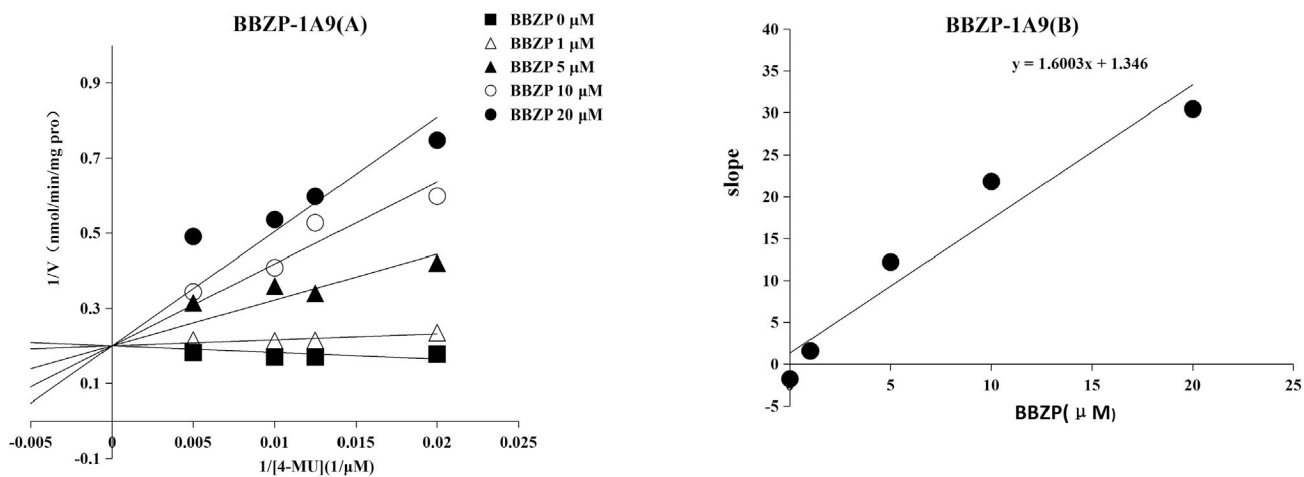 BBZP-1A9(A)
BBZP 0 μM
BBZP 1 μM
BBZP 5 μM
BBZP 10 μM
BBZP 20 μM
1/V（nmol/min/mg pro）
0.9
0.7
0.5
0.3
0.1
-0.1
-0.005
0
0.005
0.01
0.015
0.02
0.025
1/[4-MU](1/μM)
BBZP-1A9(B)
y = 1.6003x + 1.346
slope
40
35
30
25
20
15
10
5
0
-5
0
5
10
15
20
25
BBZP( μ M)